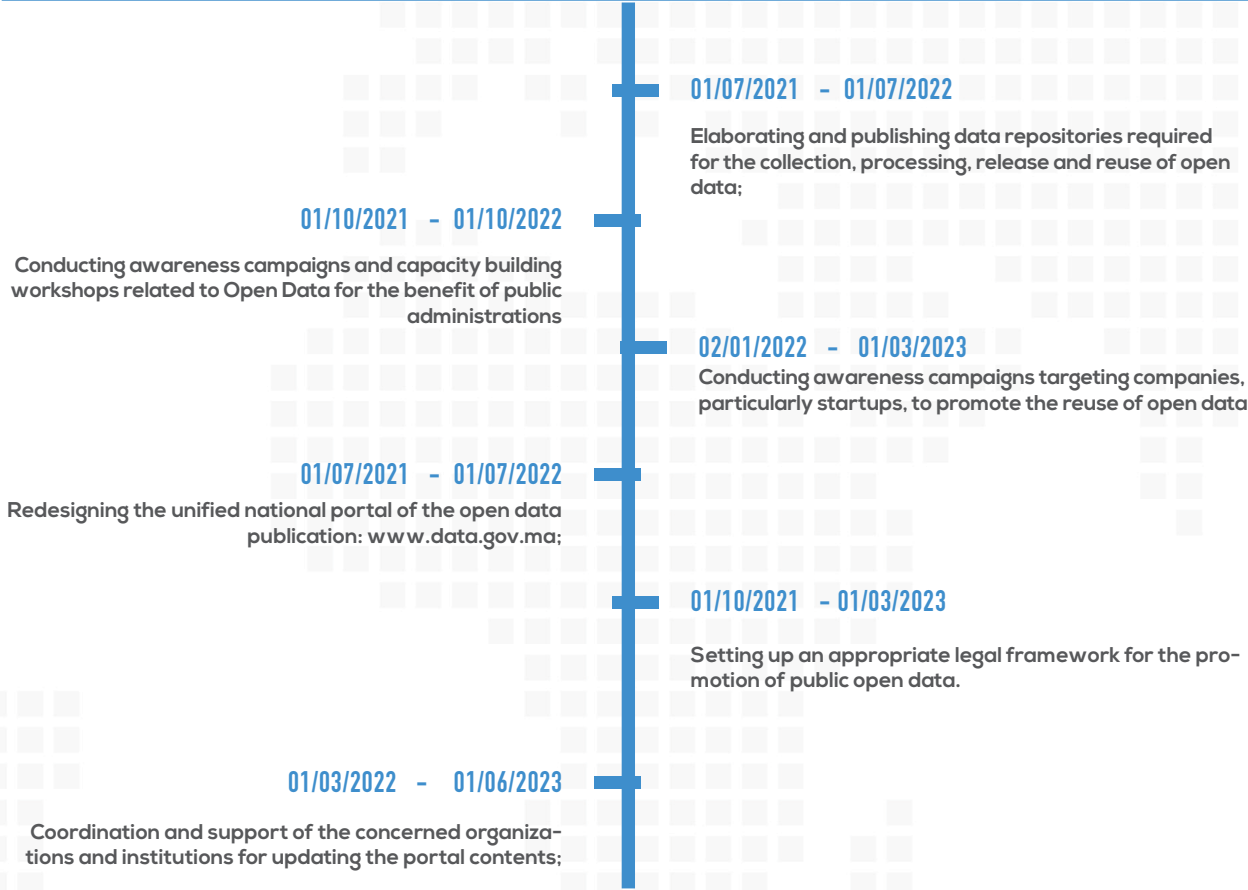 01/07/2021 - 01/07/2022
Elaborating and publishing data repositories required
for the collection, processing, release and reuse of open
data;
01/10/2021 - 01/10/2022
Conducting awareness campaigns and capacity building
workshops related to Open Data for the benefit of public
administrations
02/01/2022 - 01/03/2023
Conducting awareness campaigns targeting companies,
particularly startups, to promote the reuse of open data
01/07/2021 - 01/07/2022
Redesigning the unified national portal of the open data
publication: www.data.gov.ma;
01/10/2021 - 01/03/2023
Setting up an appropriate legal framework for the pro-
motion of public open data.
01/03/2022 - 01/06/2023
Coordination and support of the concerned organiza-
tions and institutions for updating the portal contents;